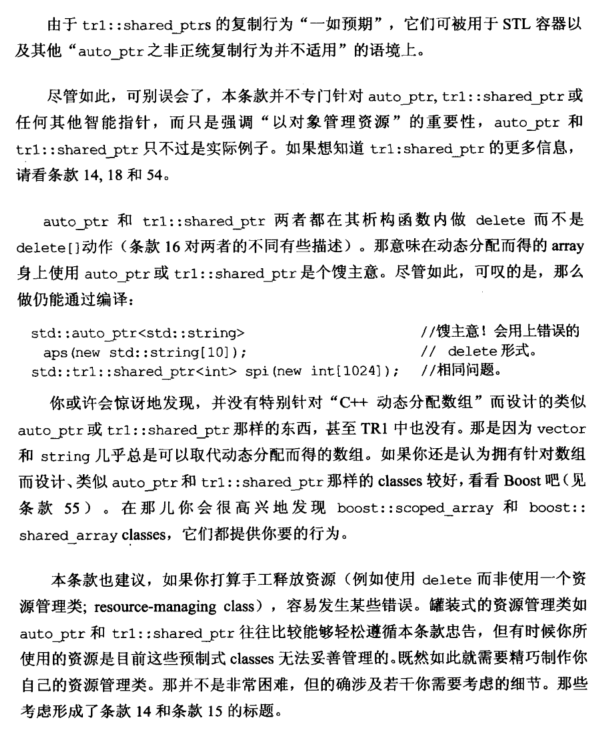 由于 tr1::shared_ptrs 的复制行为“一如预期”，它们可被用于 STL 容器以
及其他“auto_ptr 之非正统复制行为并不适用”的语境上。
尽管如此，可别误会了，本条款并不专门针对 auto_ptr, tr1::shared_ptr 或
任何其他智能指针，而只是强调“以对象管理资源”的重要性，auto_ptr 和
tr1::shared_ptr 只不过是实际例子。如果想知道 tr1:shared_ptr 的更多信息，
请看条款 14, 18 和 54。
auto_ptr 和 tr1::shared_ptr 两者都在其析构函数内做 delete 而不是
delete[]动作（条款 16 对两者的不同有些描述）。那意味在动态分配而得的 array
身上使用 auto_ptr 或 tr1::shared_ptr 是个馊主意。尽管如此，可叹的是，那么
做仍能通过编译：
std::auto_ptr<std::string> //馊主意！会用上错误的
aps(new std::string[10]); // delete 形式。
std::tr1::shared_ptr<int> spi(new int[1024]); //相同问题。
你或许会惊讶地发现，并没有特别针对“C++ 动态分配数组”而设计的类似
auto_ptr 或 tr1::shared_ptr 那样的东西，甚至 TR1 中也没有。那是因为 vector
和 string 几乎总是可以取代动态分配而得的数组。如果你还是认为拥有针对数组
而设计、类似 auto_ptr 和 tr1::shared_ptr 那样的 classes 较好，看看 Boost 吧（见
条款 55）。在那儿你会很高兴地发现 boost::scoped_array 和 boost::
shared_array classes，它们都提供你要的行为。
本条款也建议，如果你打算手工释放资源（例如使用 delete 而非使用一个资
源管理类; resource-managing class），容易发生某些错误。罐装式的资源管理类如
auto_ptr 和 tr1::shared_ptr 往往比较能够轻松遵循本条款忠告，但有时候你所
使用的资源是目前这些预制式 classes 无法妥善管理的。既然如此就需要精巧制作你
自己的资源管理类。那并不是非常困难，但的确涉及若干你需要考虑的细节。那些
考虑形成了条款 14 和条款 15 的标题。